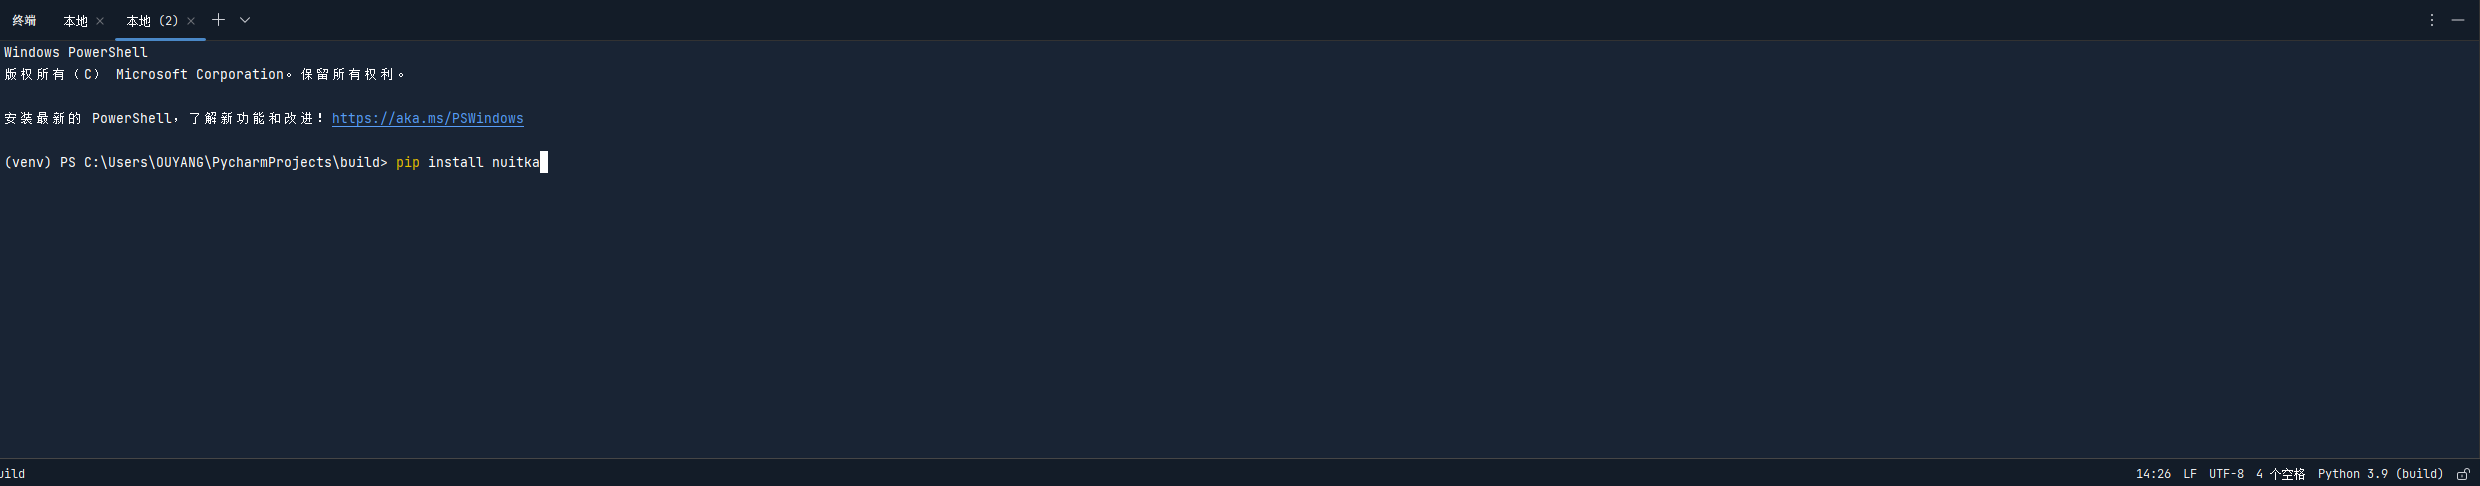 终端 本地 × 本地 (2) ×
Windows PowerShell
版权所有（C） Microsoft Corporation。保留所有权利。
安装最新的 PowerShell，了解新功能和改进！https://aka.ms/PSWindows
(venv) PS C:\Users\OUYANG\PycharmProjects\build> pip install nuitka
uild 14:26 LF UTF-8 4 个空格 Python 3.9 (build)